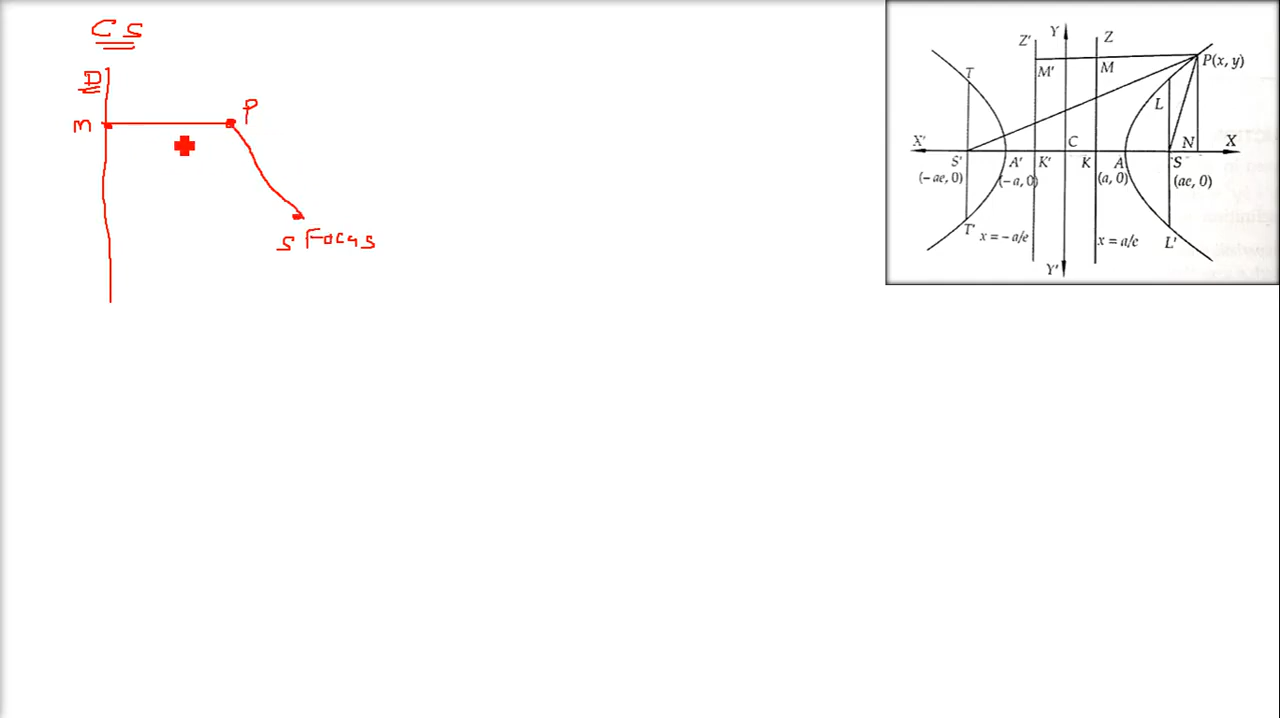 CS
D
m P
S Focus
Z' Y Z
T M' M P(x, y)
L
X' C N X
S' A' K' K A S
(– ae, 0) (– a, 0) (a, 0) (ae, 0)
T' x = – a/e x = a/e L'
Y'